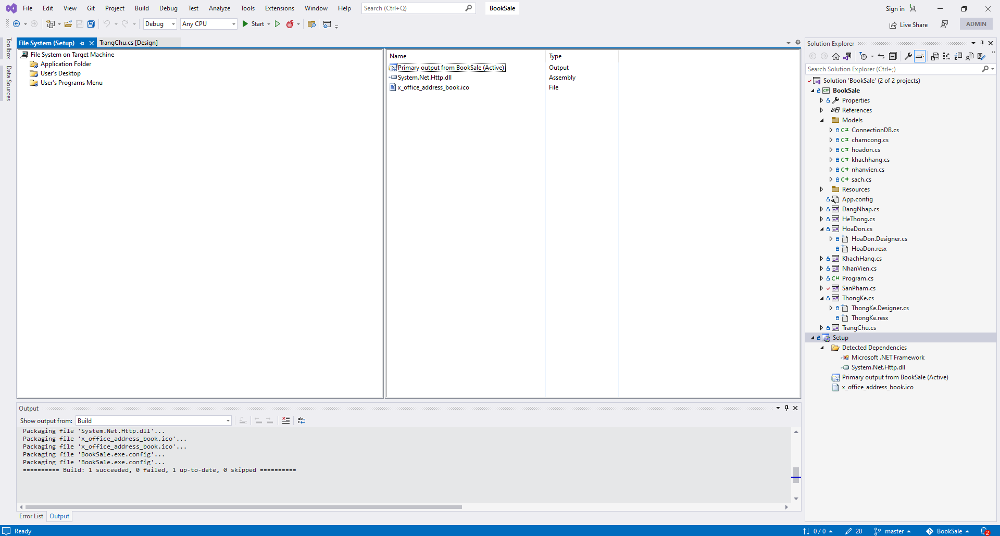 File Edit View Git Project Build Debug Test Analyze Tools Extensions Window Help Search (Ctrl+Q) BookSale Sign in
Debug Any CPU Start Live Share ADMIN
Toolbox
Data Sources
File System (Setup) TrangChu.cs [Design]
File System on Target Machine
Application Folder
User's Desktop
User's Programs Menu
Name Type
Primary output from BookSale (Active) Output
System.Net.Http.dll Assembly
x_office_address_book.ico File
Output
Show output from: Build
Packaging file 'System.Net.Http.dll'...
Packaging file 'x_office_address_book.ico'...
Packaging file 'x_office_address_book.ico'...
Packaging file 'BookSale.exe.config'...
Packaging file 'BookSale.exe.config'...
========== Build: 1 succeeded, 0 failed, 1 up-to-date, 0 skipped ==========
Error List Output
Solution Explorer
Search Solution Explorer (Ctrl+;)
Solution 'BookSale' (2 of 2 projects)
BookSale
Properties
References
Models
C# ConnectionDB.cs
C# chamcong.cs
C# hoadon.cs
C# khachhang.cs
C# nhanvien.cs
C# sach.cs
Resources
App.config
DangNhap.cs
HeThong.cs
HoaDon.cs
HoaDon.Designer.cs
HoaDon.resx
KhachHang.cs
NhanVien.cs
C# Program.cs
SanPham.cs
ThongKe.cs
ThongKe.Designer.cs
ThongKe.resx
TrangChu.cs
Setup
Detected Dependencies
Microsoft .NET Framework
System.Net.Http.dll
Primary output from BookSale (Active)
x_office_address_book.ico
Ready 0 / 0 20 master BookSale 2